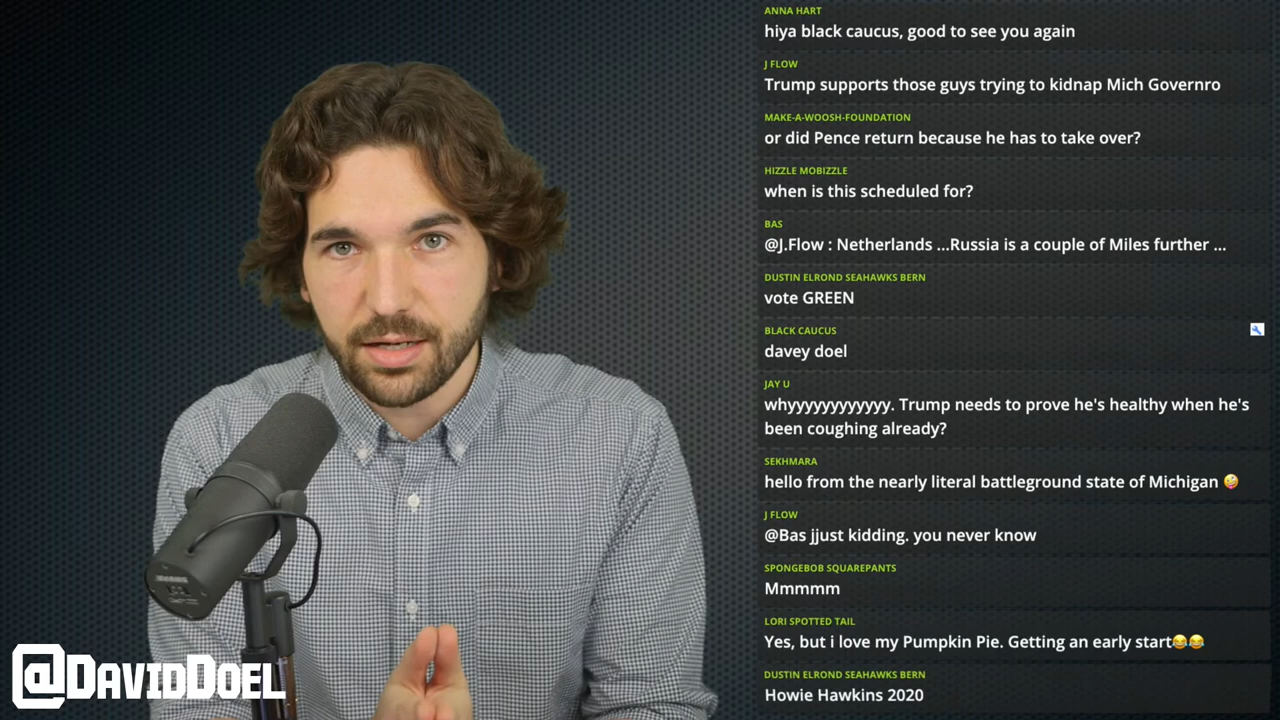 ANNA HART
hiya black caucus, good to see you again
J FLOW
Trump supports those guys trying to kidnap Mich Governro
MAKE-A-WOOSH-FOUNDATION
or did Pence return because he has to take over?
HIZZLE MOBIZZLE
when is this scheduled for?
BAS
@J.Flow : Netherlands ...Russia is a couple of Miles further ...
DUSTIN ELROND SEAHAWKS BERN
vote GREEN
BLACK CAUCUS
davey doel
JAY U
whyyyyyyyyyyyy. Trump needs to prove he's healthy when he's
been coughing already?
SEKHMARA
hello from the nearly literal battleground state of Michigan 🤪
J FLOW
@Bas jjust kidding. you never know
SPONGEBOB SQUAREPANTS
Mmmmm
LORI SPOTTED TAIL
Yes, but i love my Pumpkin Pie. Getting an early start😂😂
DUSTIN ELROND SEAHAWKS BERN
Howie Hawkins 2020
@DAVIDDOEL